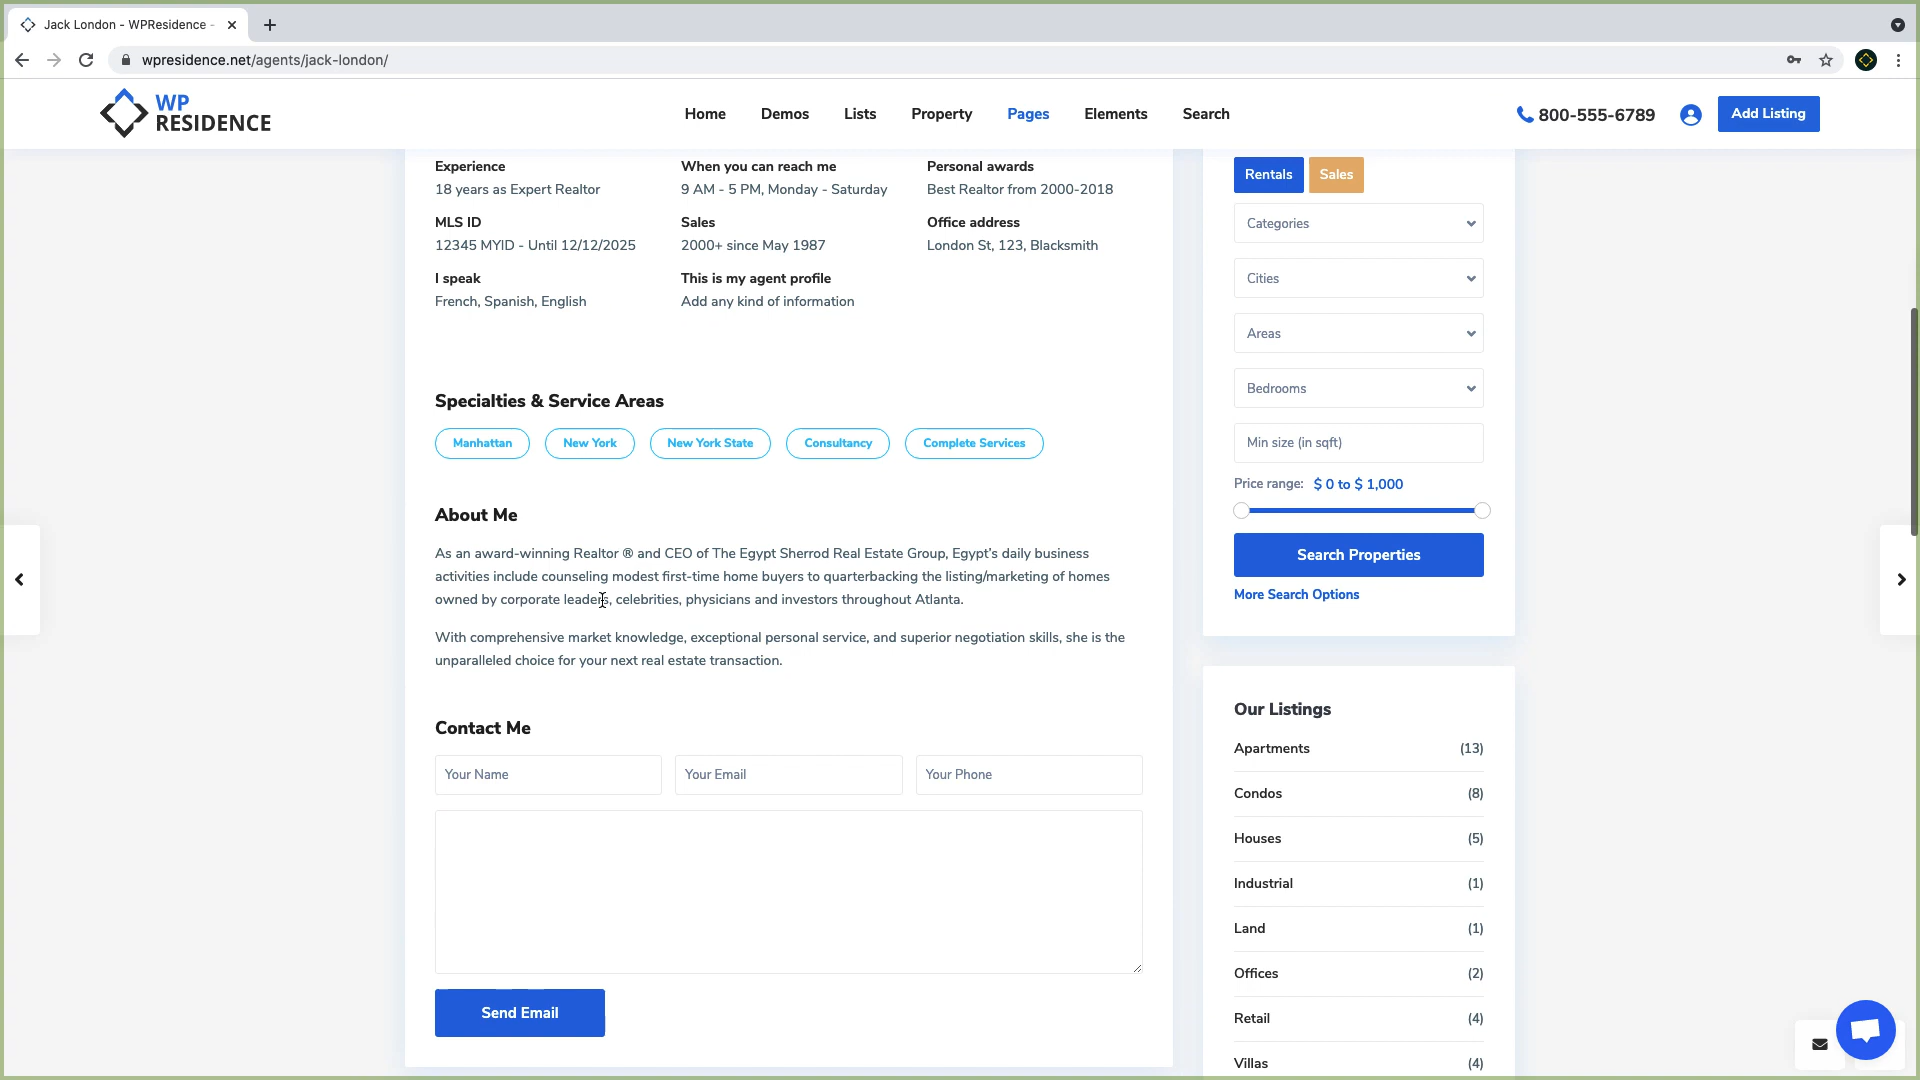 Jack London - WPResidence -
wpresidence.net/agents/jack-london/
WP
RESIDENCE
Home
Demos
Lists
Property
Pages
Elements
Search
800-555-6789
Add Listing
Experience
18 years as Expert Realtor
When you can reach me
9 AM - 5 PM, Monday - Saturday
Personal awards
Best Realtor from 2000-2018
MLS ID
12345 MYID - Until 12/12/2025
Sales
2000+ since May 1987
Office address
London St, 123, Blacksmith
I speak
French, Spanish, English
This is my agent profile
Add any kind of information
Specialties & Service Areas
Manhattan
New York
New York State
Consultancy
Complete Services
About Me
As an award-winning Realtor ® and CEO of The Egypt Sherrod Real Estate Group, Egypt's daily business
activities include counseling modest first-time home buyers to quarterbacking the listing/marketing of homes
owned by corporate leaders, celebrities, physicians and investors throughout Atlanta.
With comprehensive market knowledge, exceptional personal service, and superior negotiation skills, she is the
unparalleled choice for your next real estate transaction.
Contact Me
Your Name
Your Email
Your Phone
Send Email
Rentals
Sales
Categories
Cities
Areas
Bedrooms
Min size (in sqft)
Price range: $ 0 to $ 1,000
Search Properties
More Search Options
Our Listings
Apartments (13)
Condos (8)
Houses (5)
Industrial (1)
Land (1)
Offices (2)
Retail (4)
Villas (4)